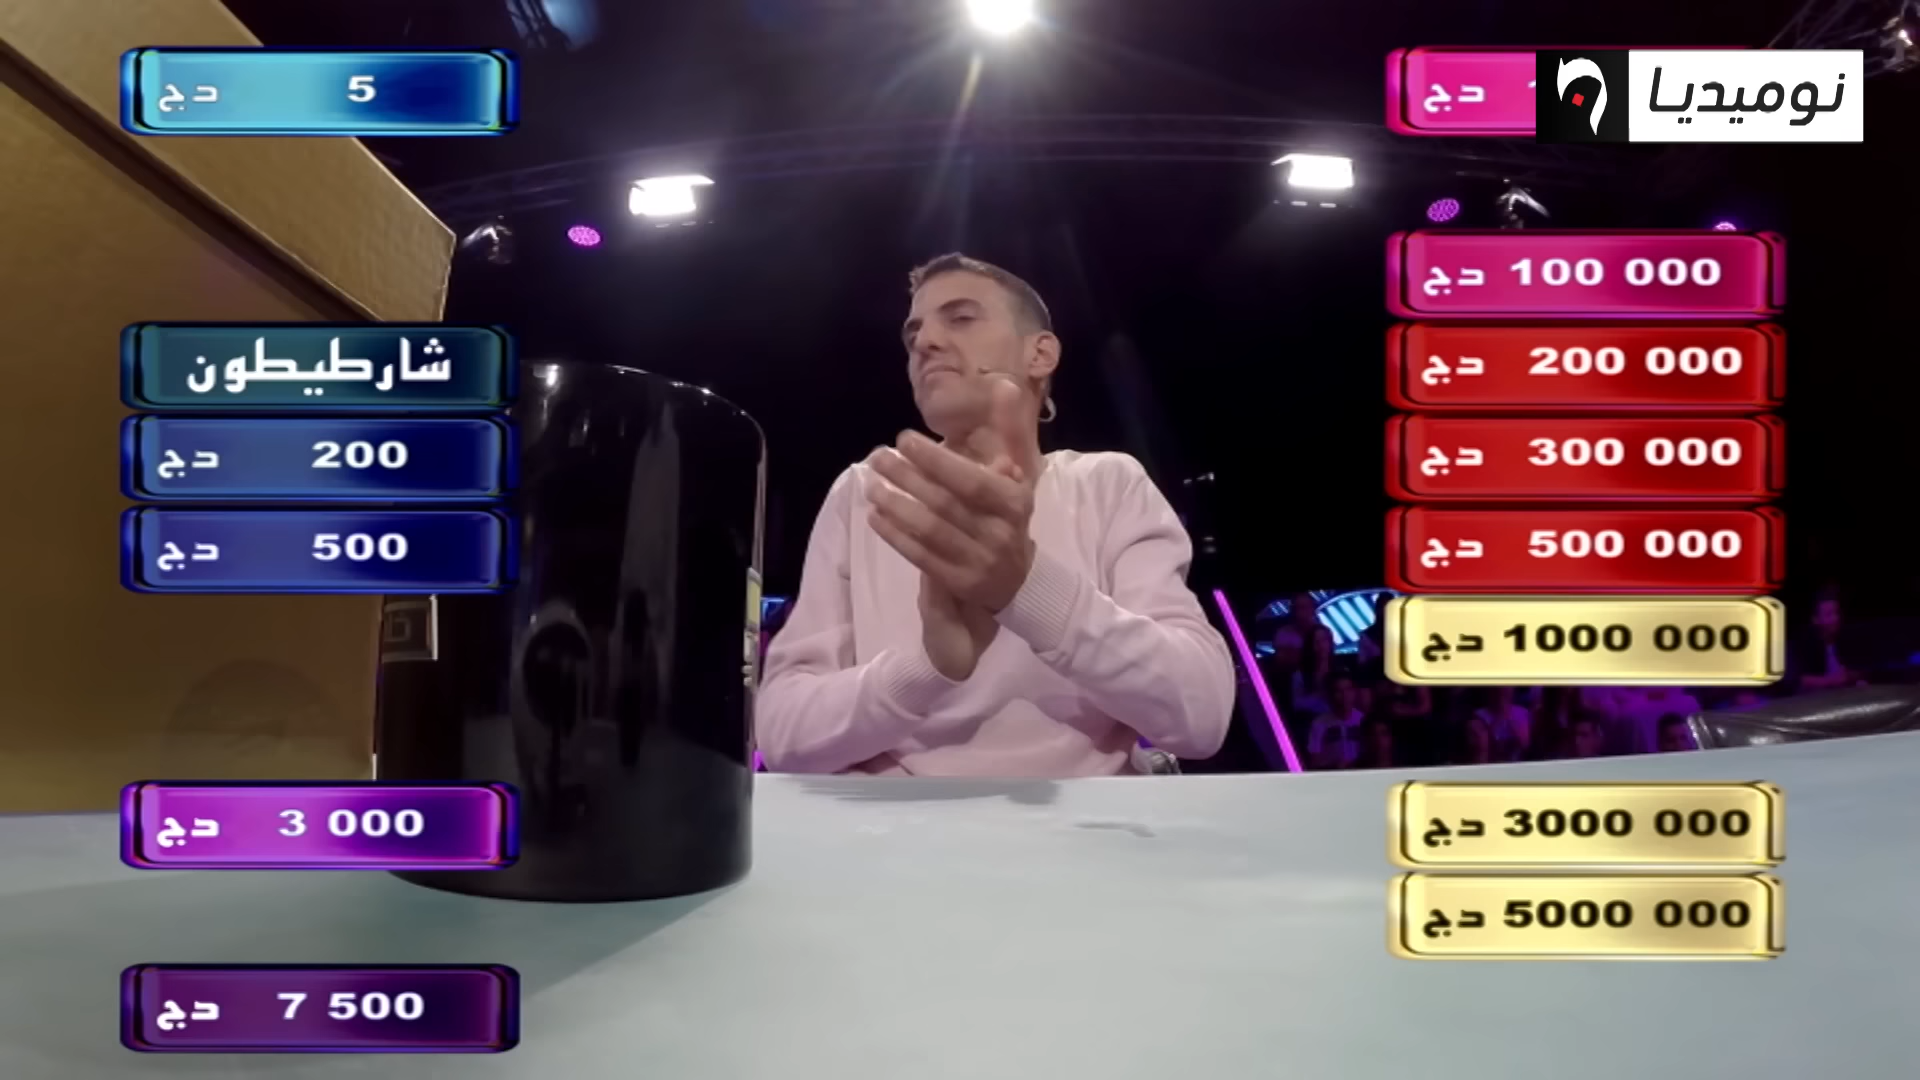 5 دج
شارطيطون
200 دج
500 دج
3 000 دج
7 500 دج
نوميديا
دج
100 000 دج
200 000 دج
300 000 دج
500 000 دج
1000 000 دج
3000 000 دج
5000 000 دج